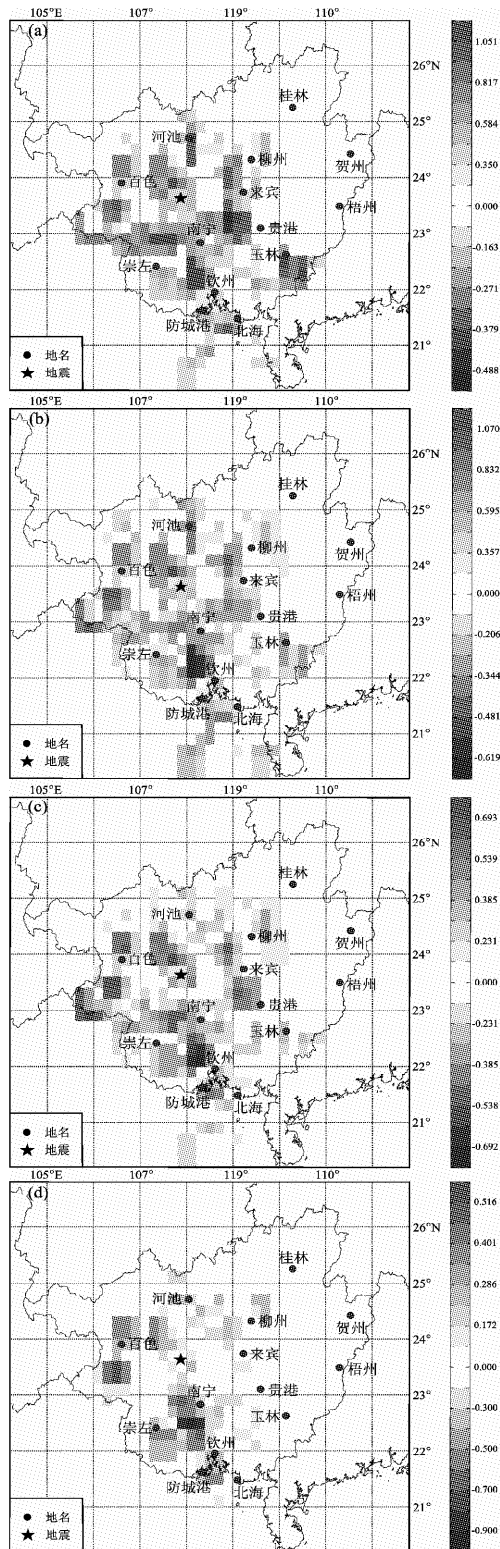 (a)
105°E
107°
119°
110°
26°N
25°
24°
23°
22°
21°
桂林
河池
柳州
贺州
百色
来宾
梧州
南宁
贵港
玉林
崇左
钦州
防城港
北海
地名
地震
1.051
0.817
0.584
0.350
0.000
-0.163
-0.271
-0.379
-0.488
105°E
107°
119°
110°
(b)
26°N
25°
24°
23°
22°
21°
桂林
河池
柳州
贺州
百色
来宾
梧州
南宁
贵港
玉林
崇左
钦州
防城港
北海
地名
地震
1.070
0.832
0.595
0.357
0.000
-0.206
-0.344
-0.481
-0.619
105°E
107°
119°
110°
(c)
26°N
25°
24°
23°
22°
21°
桂林
河池
柳州
贺州
百色
来宾
梧州
南宁
贵港
玉林
崇左
钦州
防城港
北海
地名
地震
0.693
0.539
0.385
0.231
0.000
-0.231
-0.385
-0.538
-0.692
105°E
107°
119°
110°
(d)
26°N
25°
24°
23°
22°
21°
桂林
河池
柳州
贺州
百色
来宾
梧州
南宁
贵港
玉林
崇左
钦州
防城港
北海
地名
地震
0.516
0.401
0.286
0.172
0.000
-0.300
-0.500
-0.700
-0.900